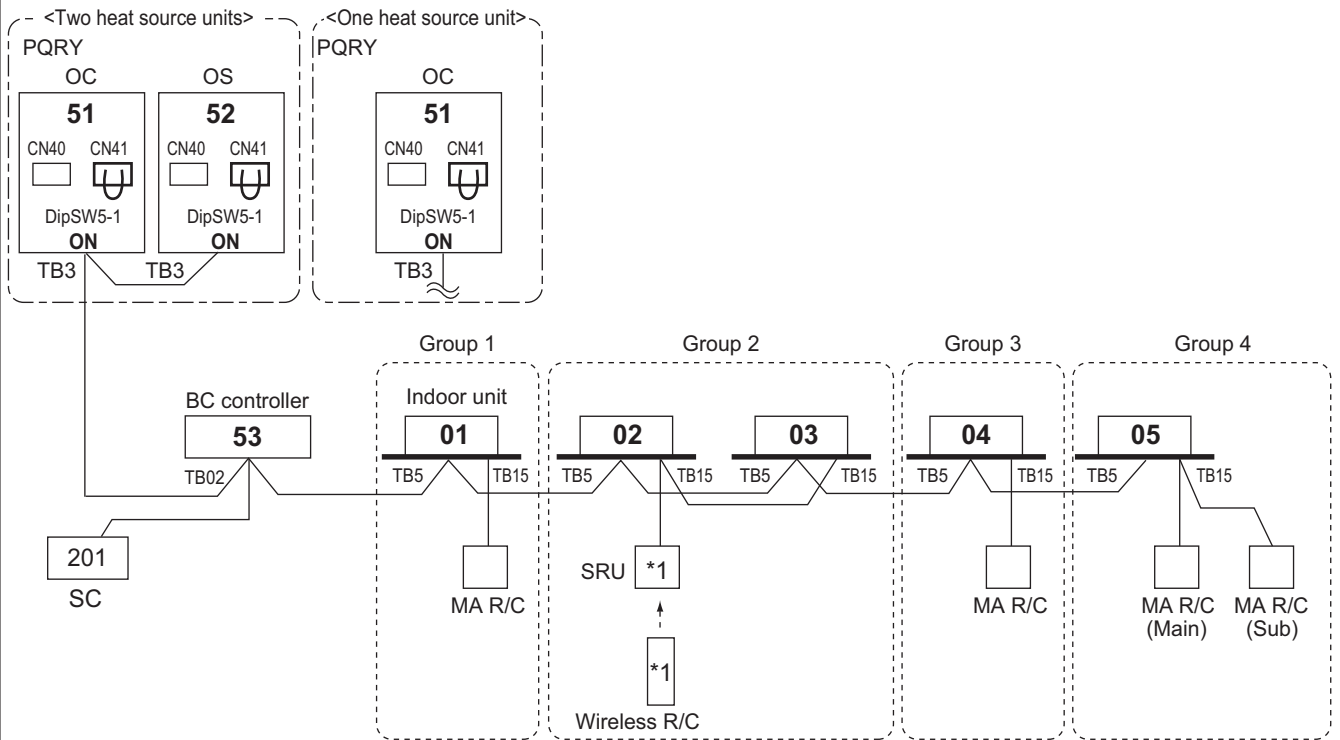 <Two heat source units>
<One heat source unit>
PQRY
PQRY
OC
OS
OC
51
52
51
CN40
CN41
CN40
CN41
CN40
CN41
DipSW5-1
DipSW5-1
DipSW5-1
ON
ON
ON
TB3
TB3
TB3
Group 1
Group 2
Group 3
Group 4
BC controller
Indoor unit
53
01
02
03
04
05
TB02
TB5
TB15
TB5
TB15
TB5
TB15
TB5
TB15
TB5
TB15
201
SC
MA R/C
SRU
*1
MA R/C
MA R/C
(Main)
MA R/C
(Sub)
*1
Wireless R/C